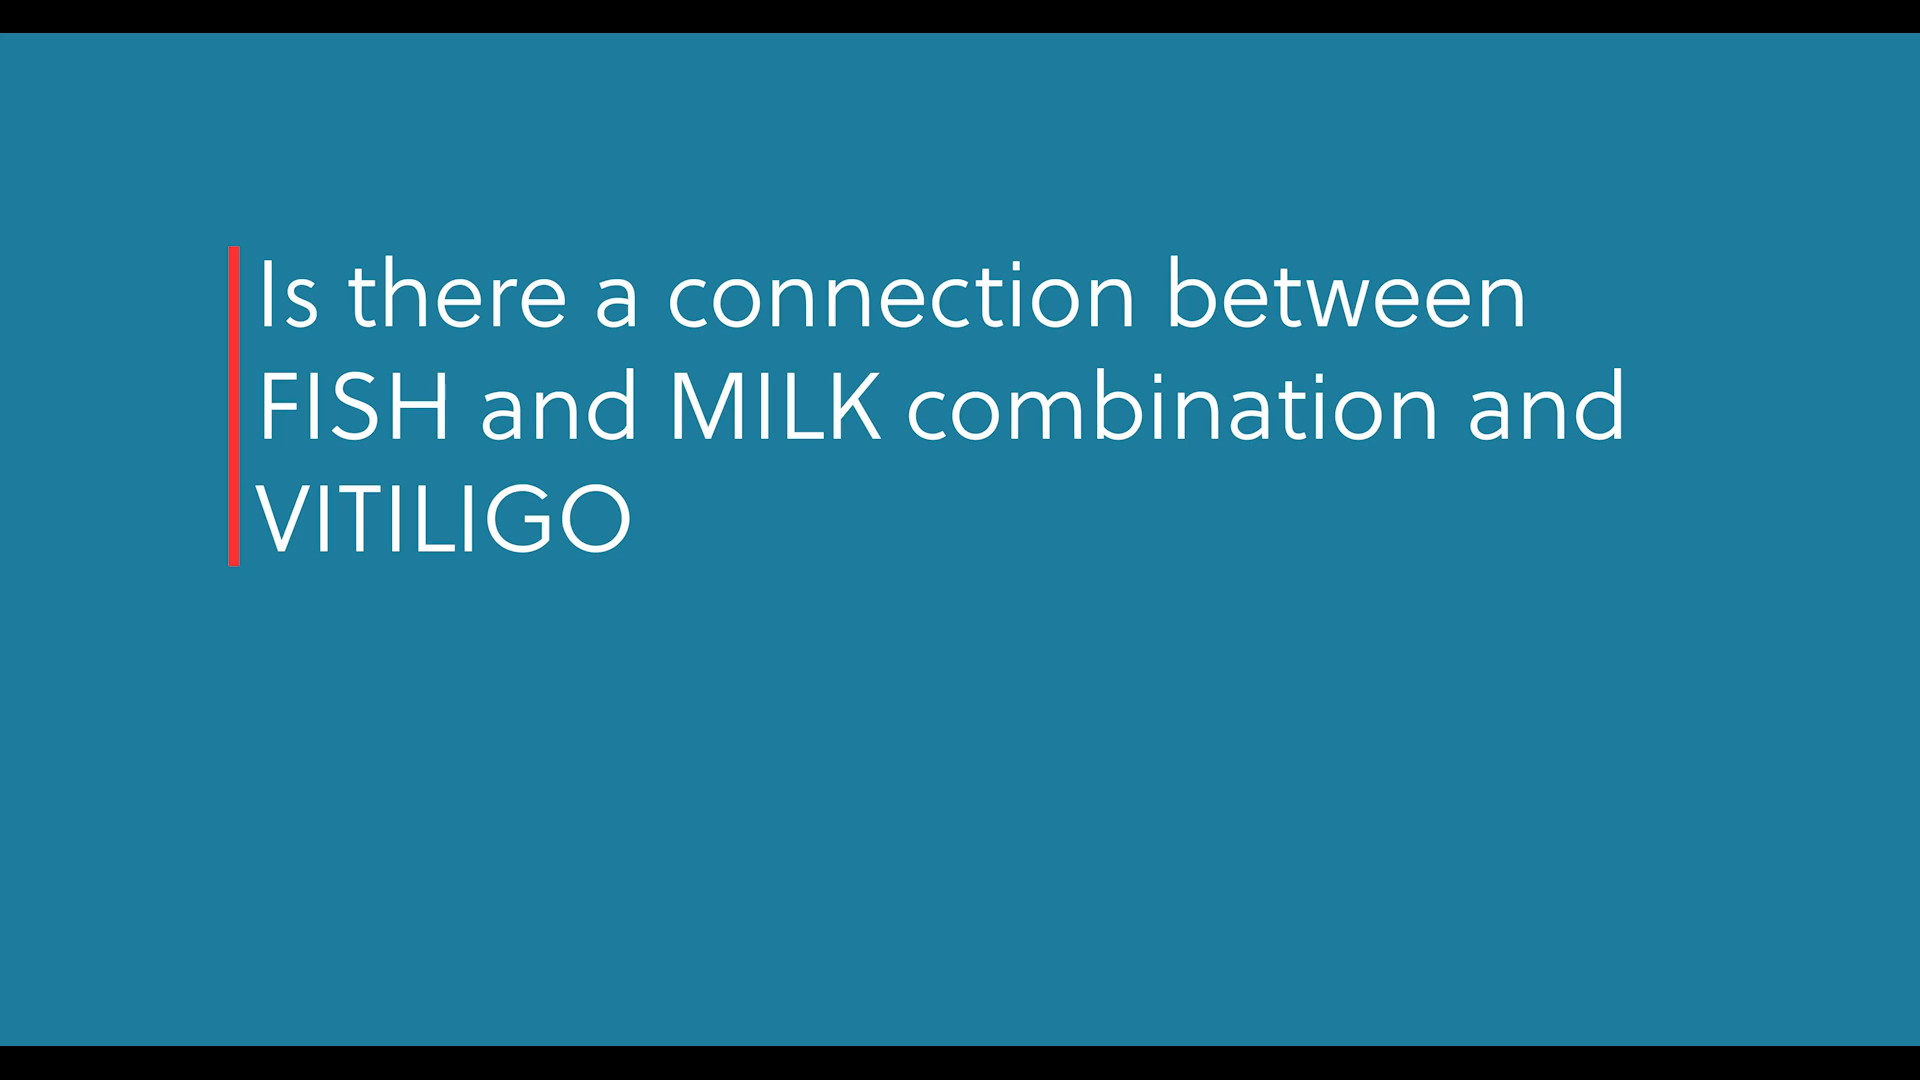 Is there a connection between
FISH and MILK combination and
VITILIGO